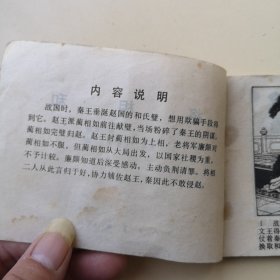 内容说明
战国时，秦王垂涎赵国的和氏璧，想用欺骗手段得
到它。赵王派蔺相如前往献璧，当场粉碎了秦王的阴谋，
蔺相如完璧归赵。赵王封蔺相如为上相，老将军廉颇对
蔺相如不服，但蔺相如从大局出发，以国家社稷为重，
不予计较。廉颇知道后深受感动，主动负荆清罪。将相
二人从此言归于好，协力辅佐赵王，秦因此不敢侵赵。